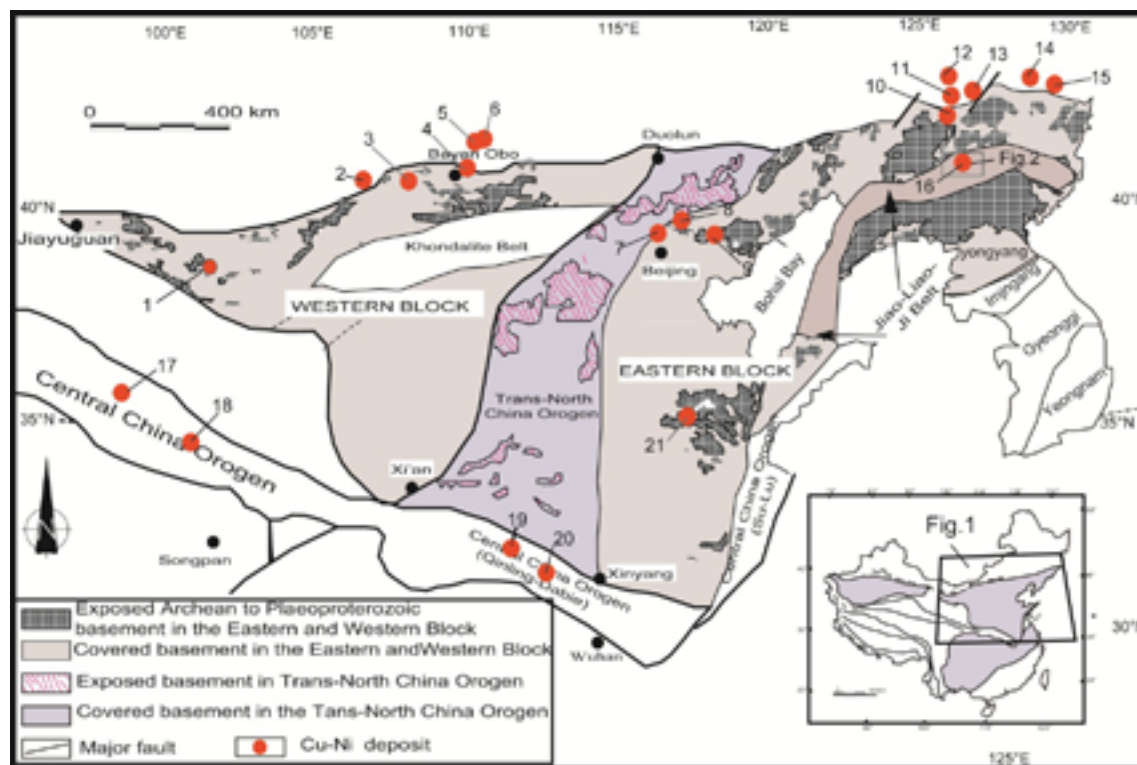 100°E 105°E 110°E 115°E 120°E 125°E 130°E
0 400 km
12
11 13 14
10 15
5 6
4
3
2
Bayan Obo
Duolun
Fig.2
16
40°N
40°N
Jiayuguan
Khondalite Belt
7 8
Beijing
Bohai Bay
1
WESTERN BLOCK
Jiao-Liao-
Ji Belt
Gyeonggi
Yeongnam
EASTERN BLOCK
17
Central China Orogen
18
35°N
35°N
Trans-North
China Orogen
21
Xi'an
Central China Orogen
(Su-Lu)
19
20
Central China Orogen
(Qinling-Dabie)
Songpan
Xinyang
Wuhan
Fig.1
30°N
125°E
Exposed Archean to Plaeoproterozoic
basement in the Eastern and Western Block
Covered basement in the Eastern andWestern Block
Exposed basement in Trans-North China Orogen
Covered basement in the Tans-North China Orogen
Major fault
Cu-Ni deposit